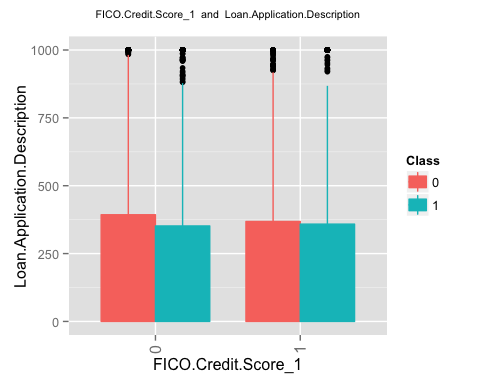 FICO.Credit.Score_1 and Loan.Application.Description
1000
750
500
250
0
Loan.Application.Description
0
1
FICO.Credit.Score_1
Class
0
1